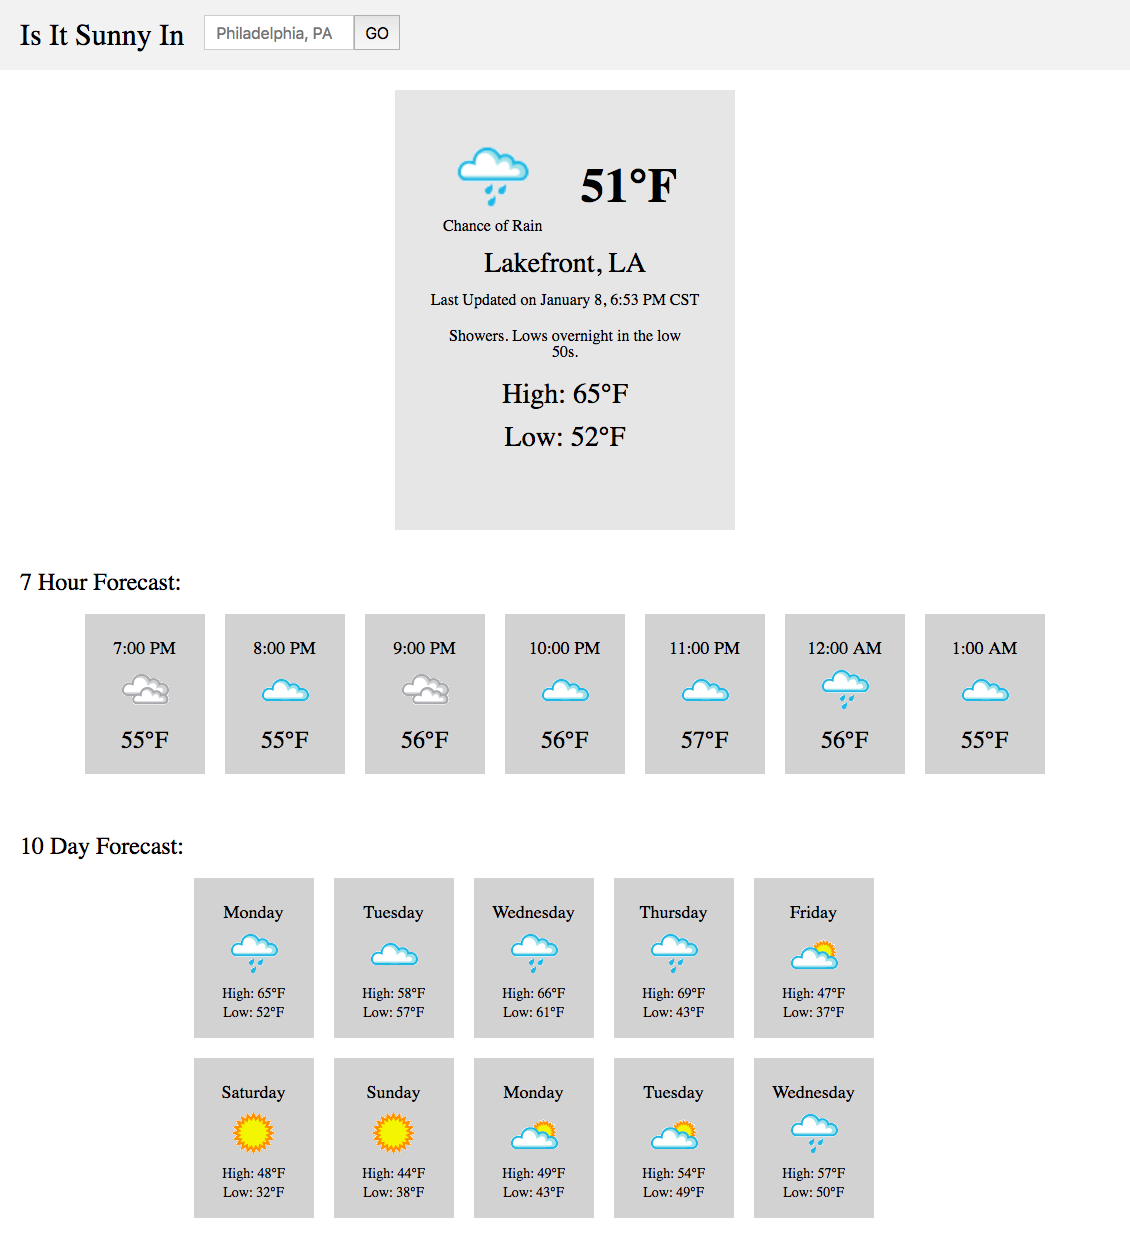 Is It Sunny In
Philadelphia, PA
GO
51°F
Chance of Rain
Lakefront, LA
Last Updated on January 8, 6:53 PM CST
Showers. Lows overnight in the low
50s.
High: 65°F
Low: 52°F
7 Hour Forecast:
7:00 PM
55°F
8:00 PM
55°F
9:00 PM
56°F
10:00 PM
56°F
11:00 PM
57°F
12:00 AM
56°F
1:00 AM
55°F
10 Day Forecast:
Monday
High: 65°F
Low: 52°F
Tuesday
High: 58°F
Low: 57°F
Wednesday
High: 66°F
Low: 61°F
Thursday
High: 69°F
Low: 43°F
Friday
High: 47°F
Low: 37°F
Saturday
High: 48°F
Low: 32°F
Sunday
High: 44°F
Low: 38°F
Monday
High: 49°F
Low: 43°F
Tuesday
High: 54°F
Low: 49°F
Wednesday
High: 57°F
Low: 50°F